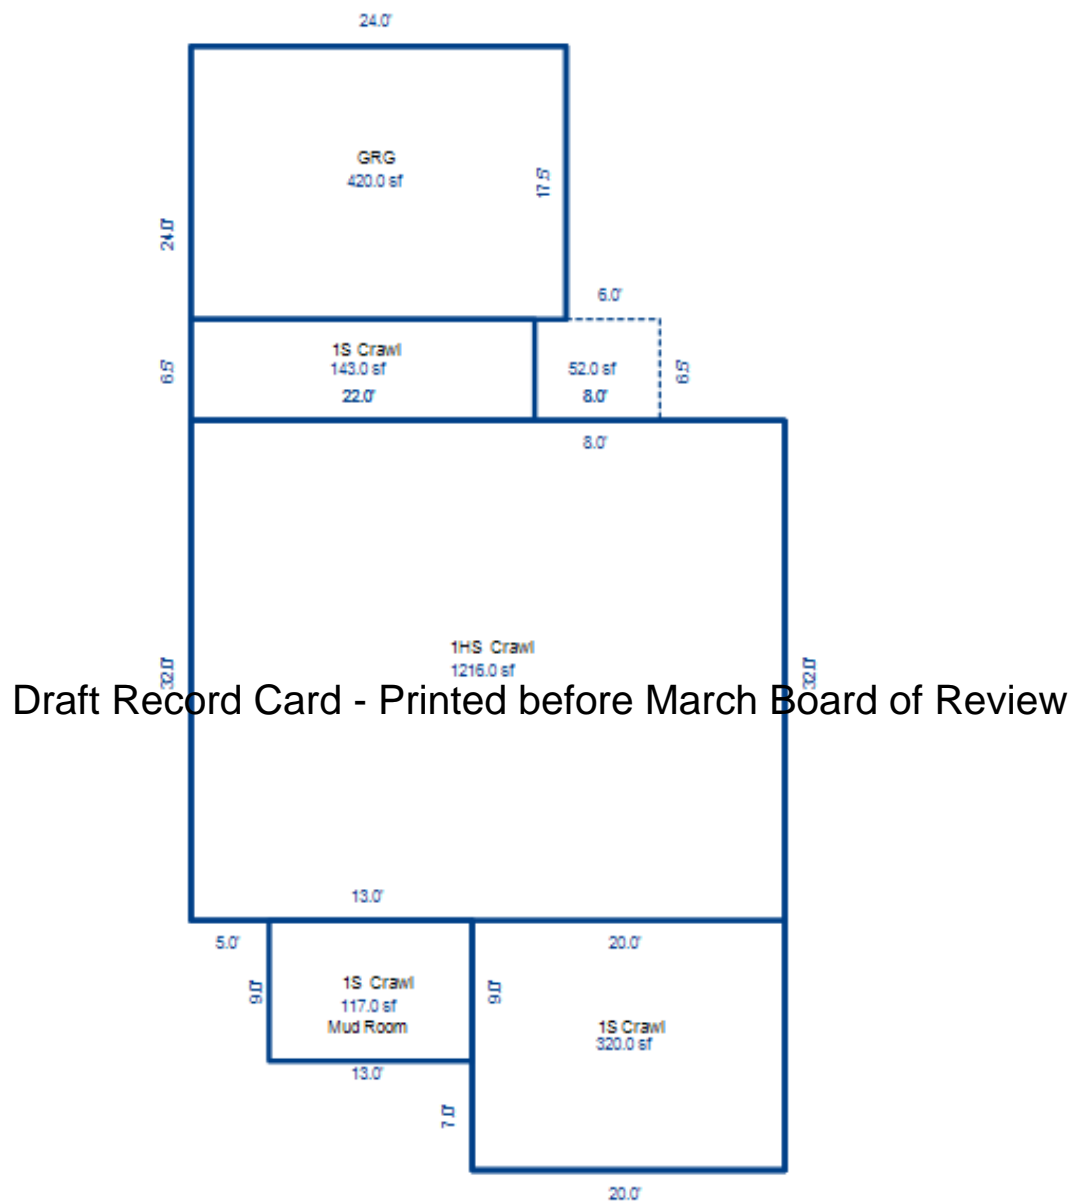 24.0'
GRG
420.0 sf
17.5'
24.0'
6.0'
1S Crawl
143.0 sf
22.0'
6.5'
52.0 sf
8.0'
6.5'
8.0'
1HS Crawl
1216.0 sf
32.0'
32.0'
Draft Record Card - Printed before March Board of Review
13.0'
5.0'
20.0'
9.0'
1S Crawl
117.0 sf
Mud Room
9.0'
1S Crawl
320.0 sf
13.0'
7.0'
20.0'